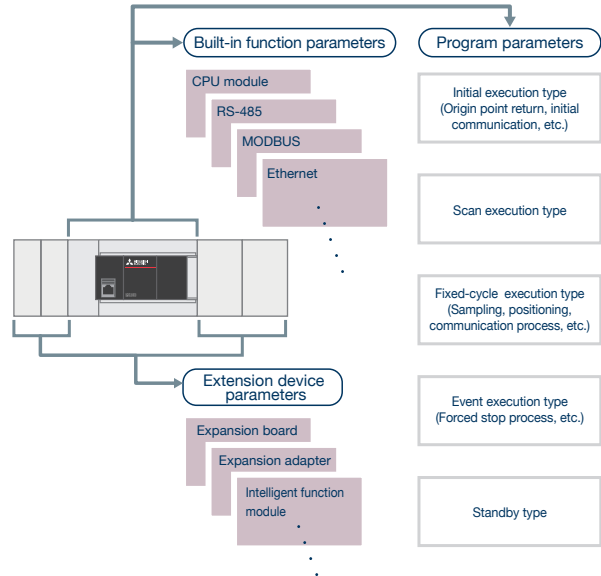 Built-in function parameters
Program parameters
CPU module
RS-485
MODBUS
Ethernet
Initial execution type
(Origin point return, initial
communication, etc.)
Scan execution type
Fixed-cycle execution type
(Sampling, positioning,
communication process, etc.)
Extension device
parameters
Event execution type
(Forced stop process, etc.)
Expansion board
Expansion adapter
Intelligent function
module
Standby type